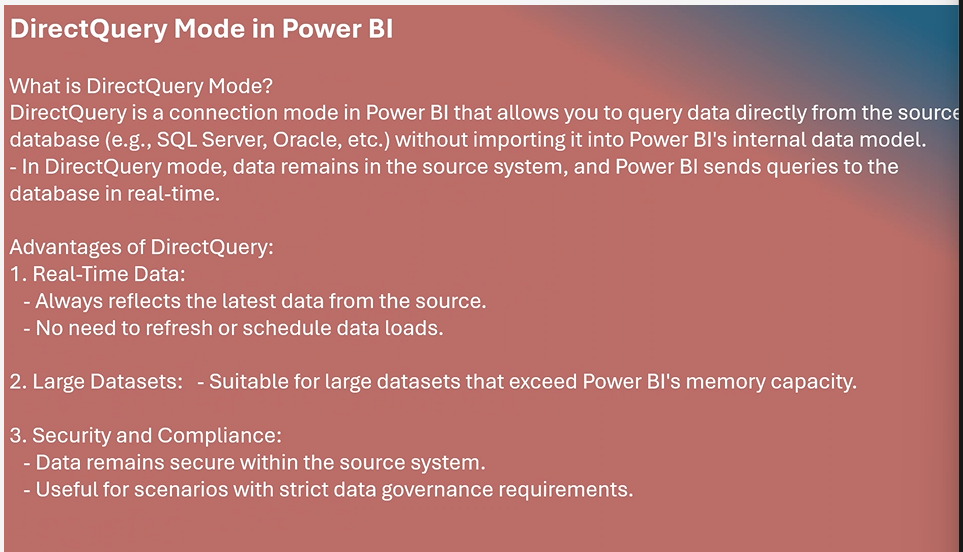 DirectQuery Mode in Power BI
What is DirectQuery Mode?
DirectQuery is a connection mode in Power BI that allows you to query data directly from the source
database (e.g., SQL Server, Oracle, etc.) without importing it into Power BI's internal data model.
- In DirectQuery mode, data remains in the source system, and Power BI sends queries to the
database in real-time.
Advantages of DirectQuery:
1. Real-Time Data:
- Always reflects the latest data from the source.
- No need to refresh or schedule data loads.
2. Large Datasets: - Suitable for large datasets that exceed Power BI's memory capacity.
3. Security and Compliance:
- Data remains secure within the source system.
- Useful for scenarios with strict data governance requirements.